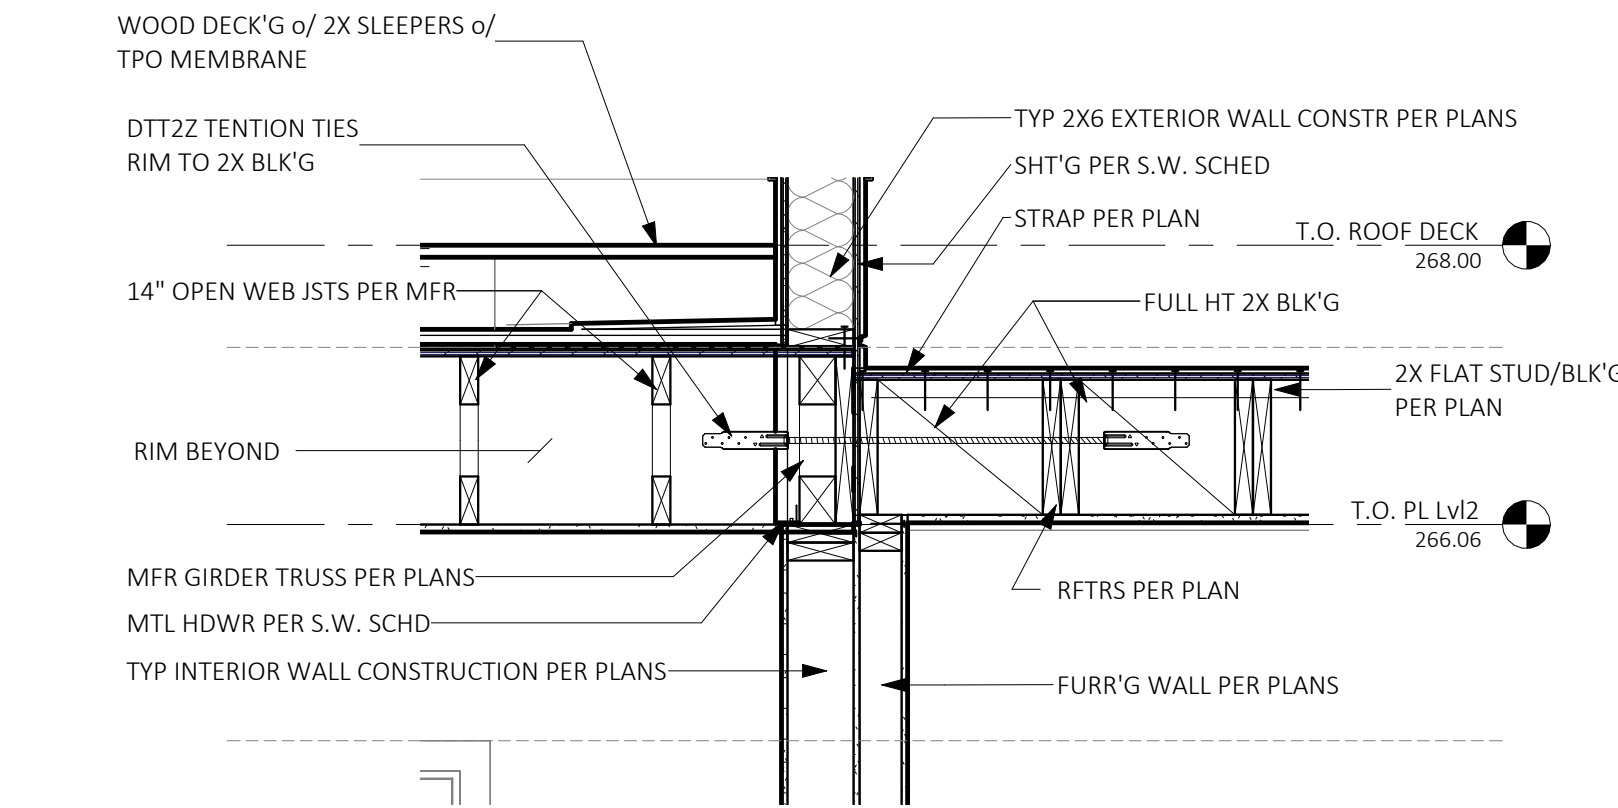 WOOD DECK'G o/ 2X SLEEPERS o/
TPO MEMBRANE
DTT2Z TENTION TIES
RIM TO 2X BLK'G
14" OPEN WEB JSTS PER MFR
RIM BEYOND
MFR GIRDER TRUSS PER PLANS
MTL HDWR PER S.W. SCHD
TYP INTERIOR WALL CONSTRUCTION PER PLANS
TYP 2X6 EXTERIOR WALL CONSTR PER PLANS
SHT'G PER S.W. SCHED
STRAP PER PLAN
T.O. ROOF DECK
268.00
FULL HT 2X BLK'G
2X FLAT STUD/BLK'G
PER PLAN
T.O. PL Lvl2
266.06
RFTRS PER PLAN
FURR'G WALL PER PLANS